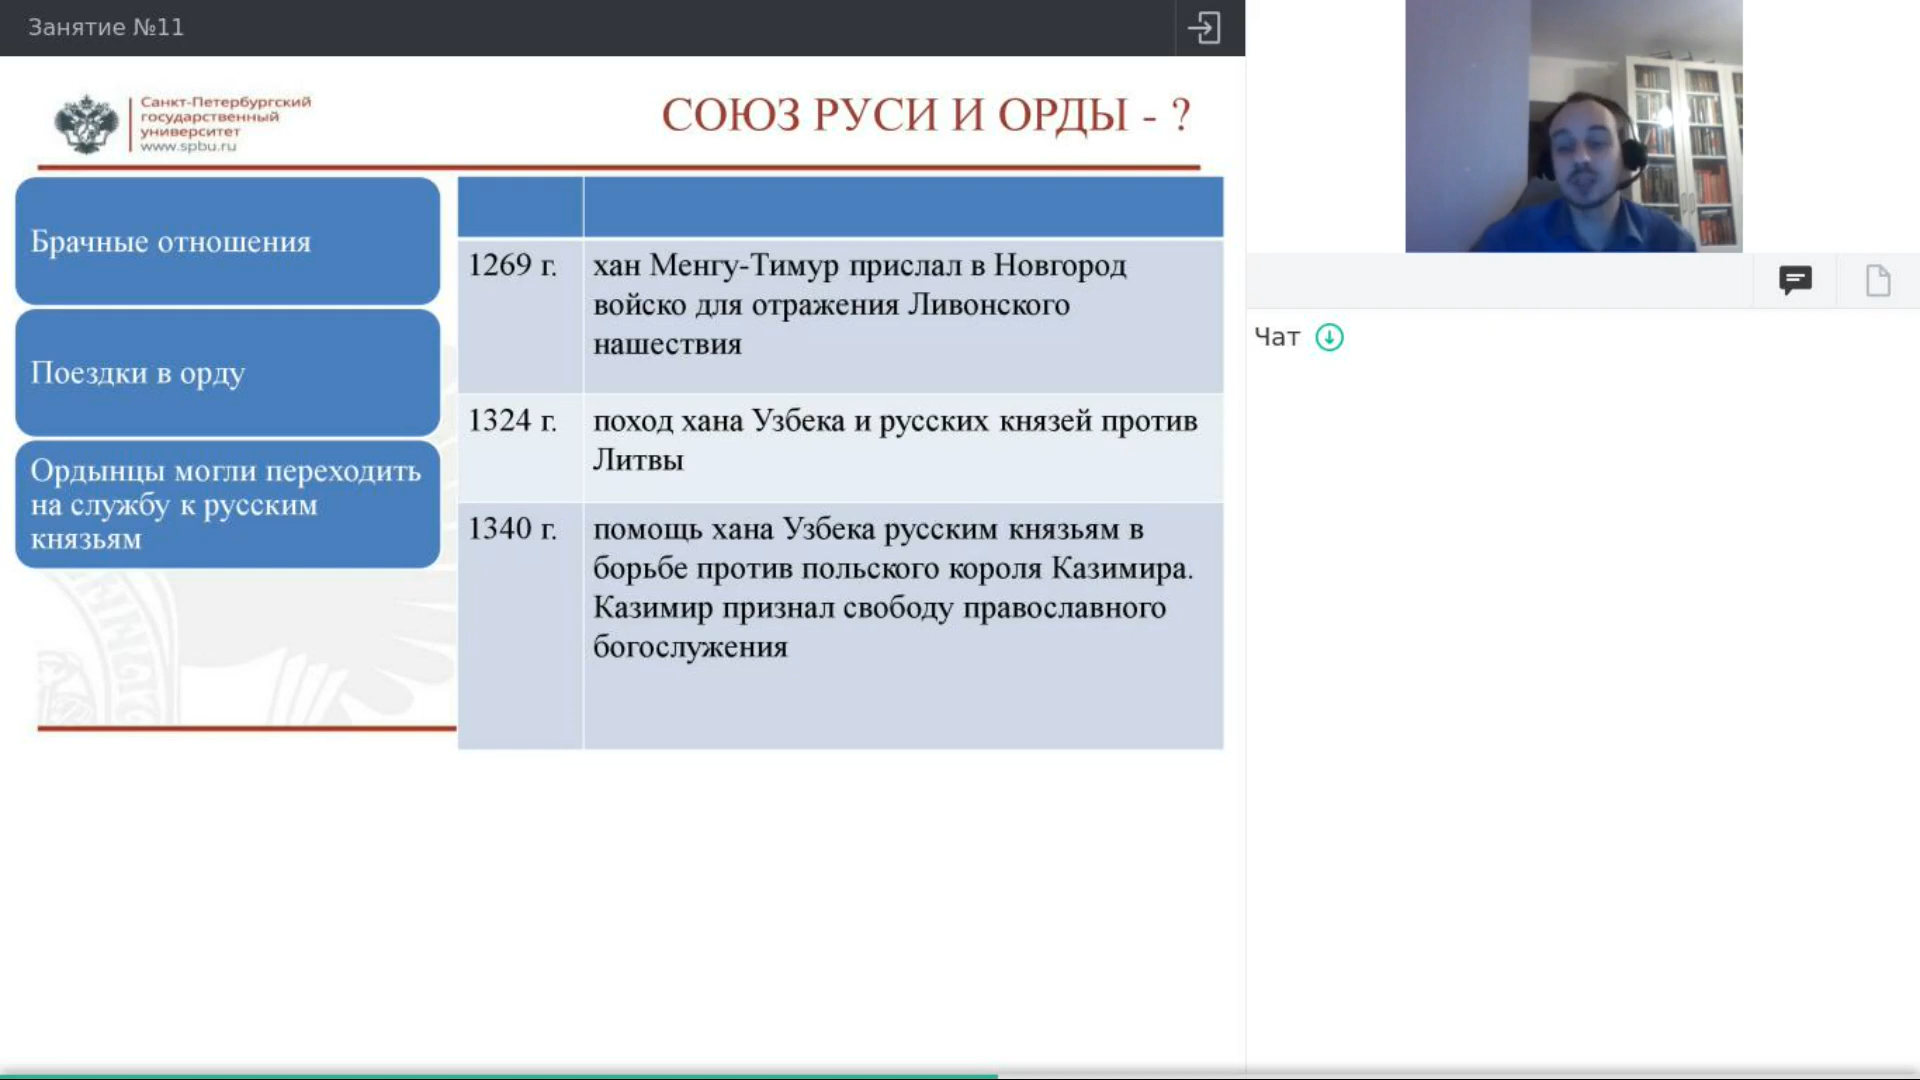 Занятие №11
Санкт-Петербургский
государственный
университет
www.spbu.ru
СОЮЗ РУСИ И ОРДЫ - ?
Брачные отношения
Поездки в орду
Ордынцы могли переходить
на службу к русским
князьям
1269 г.
хан Менгу-Тимур прислал в Новгород
войско для отражения Ливонского
нашествия
1324 г.
поход хана Узбека и русских князей против
Литвы
1340 г.
помощь хана Узбека русским князьям в
борьбе против польского короля Казимира.
Казимир признал свободу православного
богослужения
Чат